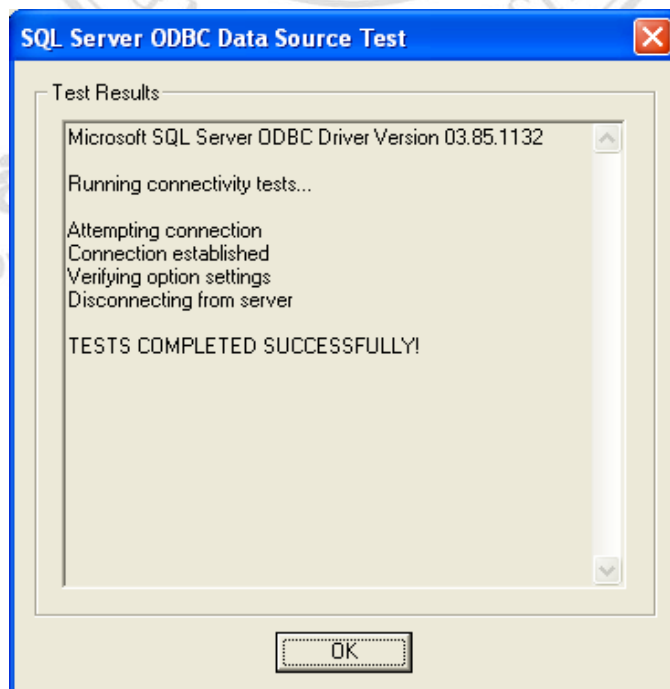 SQL Server ODBC Data Source Test
Test Results
Microsoft SQL Server ODBC Driver Version 03.85.1132
Running connectivity tests...
Attempting connection
Connection established
Verifying option settings
Disconnecting from server
TESTS COMPLETED SUCCESSFULLY!
OK